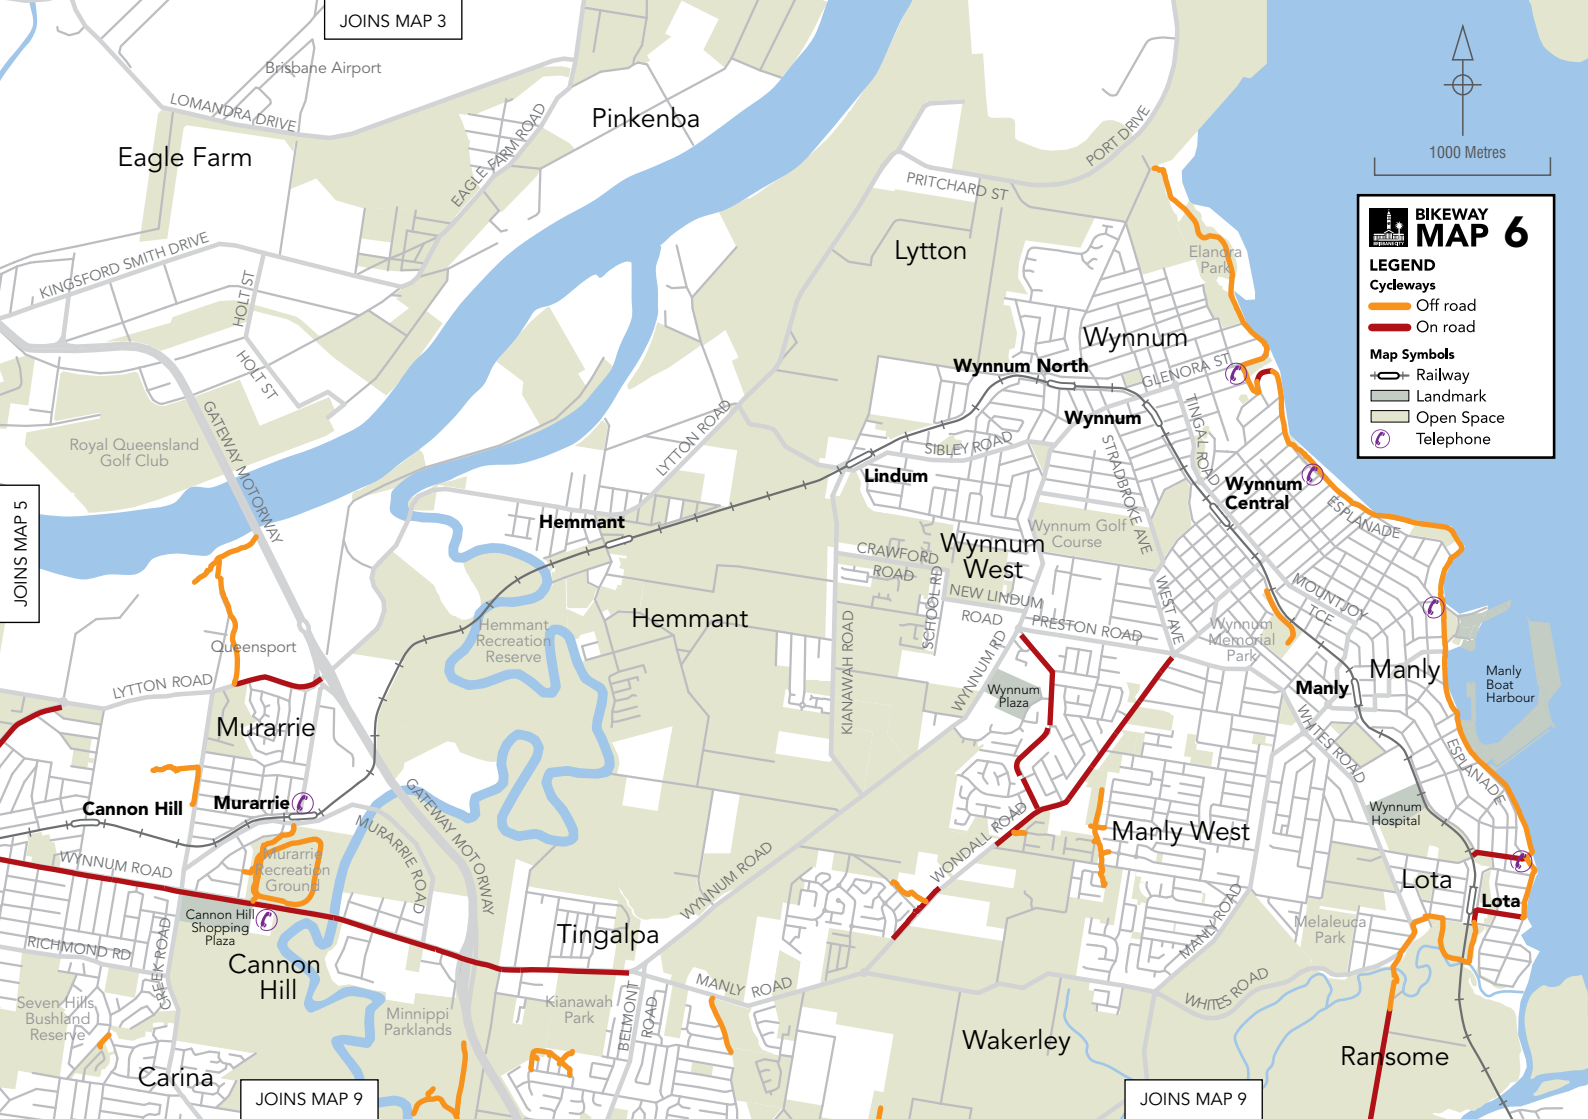 JOINS MAP 3
Brisbane Airport
LOMANDRA DRIVE
Pinkenba
Eagle Farm
EAGLE FARM ROAD
PORT DRIVE
PRITCHARD ST
1000 Metres
BRISBANE CITY
BIKEWAY
MAP 6
LEGEND
Cycleways
Off road
On road
Map Symbols
Railway
Landmark
Open Space
Telephone
KINGSFORD SMITH DRIVE
HOLT ST
HOLT ST
Lytton
Elanora
Park
Wynnum
Wynnum North
GLENORA ST
Wynnum
TINGAL ROAD
STRADBROKE AVE
SIBLEY ROAD
Lindum
LYTTON ROAD
Royal Queensland
Golf Club
GATEWAY MOTORWAY
Wynnum
Central
ESPLANADE
JOINS MAP 5
Hemmant
Wynnum Golf
Course
Wynnum
West
CRAWFORD
ROAD
SCHOOL RD
NEW LINDUM
ROAD
PRESTON ROAD
WEST AVE
MOUNTJOY
TCE
Wynnum
Memorial
Park
Hemmant
Hemmant
Recreation
Reserve
KIANAWAH ROAD
WYNNUM RD
Wynnum
Plaza
Queensport
LYTTON ROAD
Murarrie
Manly
Manly
Manly
Boat
Harbour
WHITES ROAD
ESPLANADE
Cannon Hill
Murarrie
GATEWAY MOTORWAY
MURARRIE ROAD
Wynnum
Hospital
Manly West
WONDALL ROAD
WYNNUM ROAD
Murarrie
Recreation
Ground
WYNNUM ROAD
Lota
Lota
Cannon Hill
Shopping
Plaza
Tingalpa
MANLY ROAD
Melaleuca
Park
RICHMOND RD
CREEK ROAD
Cannon
Hill
MANLY ROAD
WHITES ROAD
Seven Hills
Bushland
Reserve
Minnippi
Parklands
Kianawah
Park
BELMONT
ROAD
Wakerley
Ransome
Carina
JOINS MAP 9
JOINS MAP 9